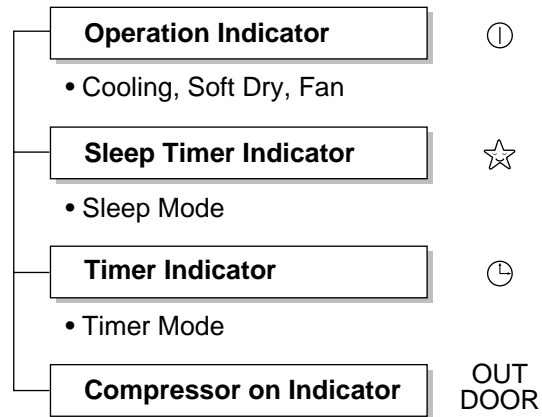 Operation Indicator
• Cooling, Soft Dry, Fan
Sleep Timer Indicator
• Sleep Mode
Timer Indicator
• Timer Mode
Compressor on Indicator
OUT
DOOR